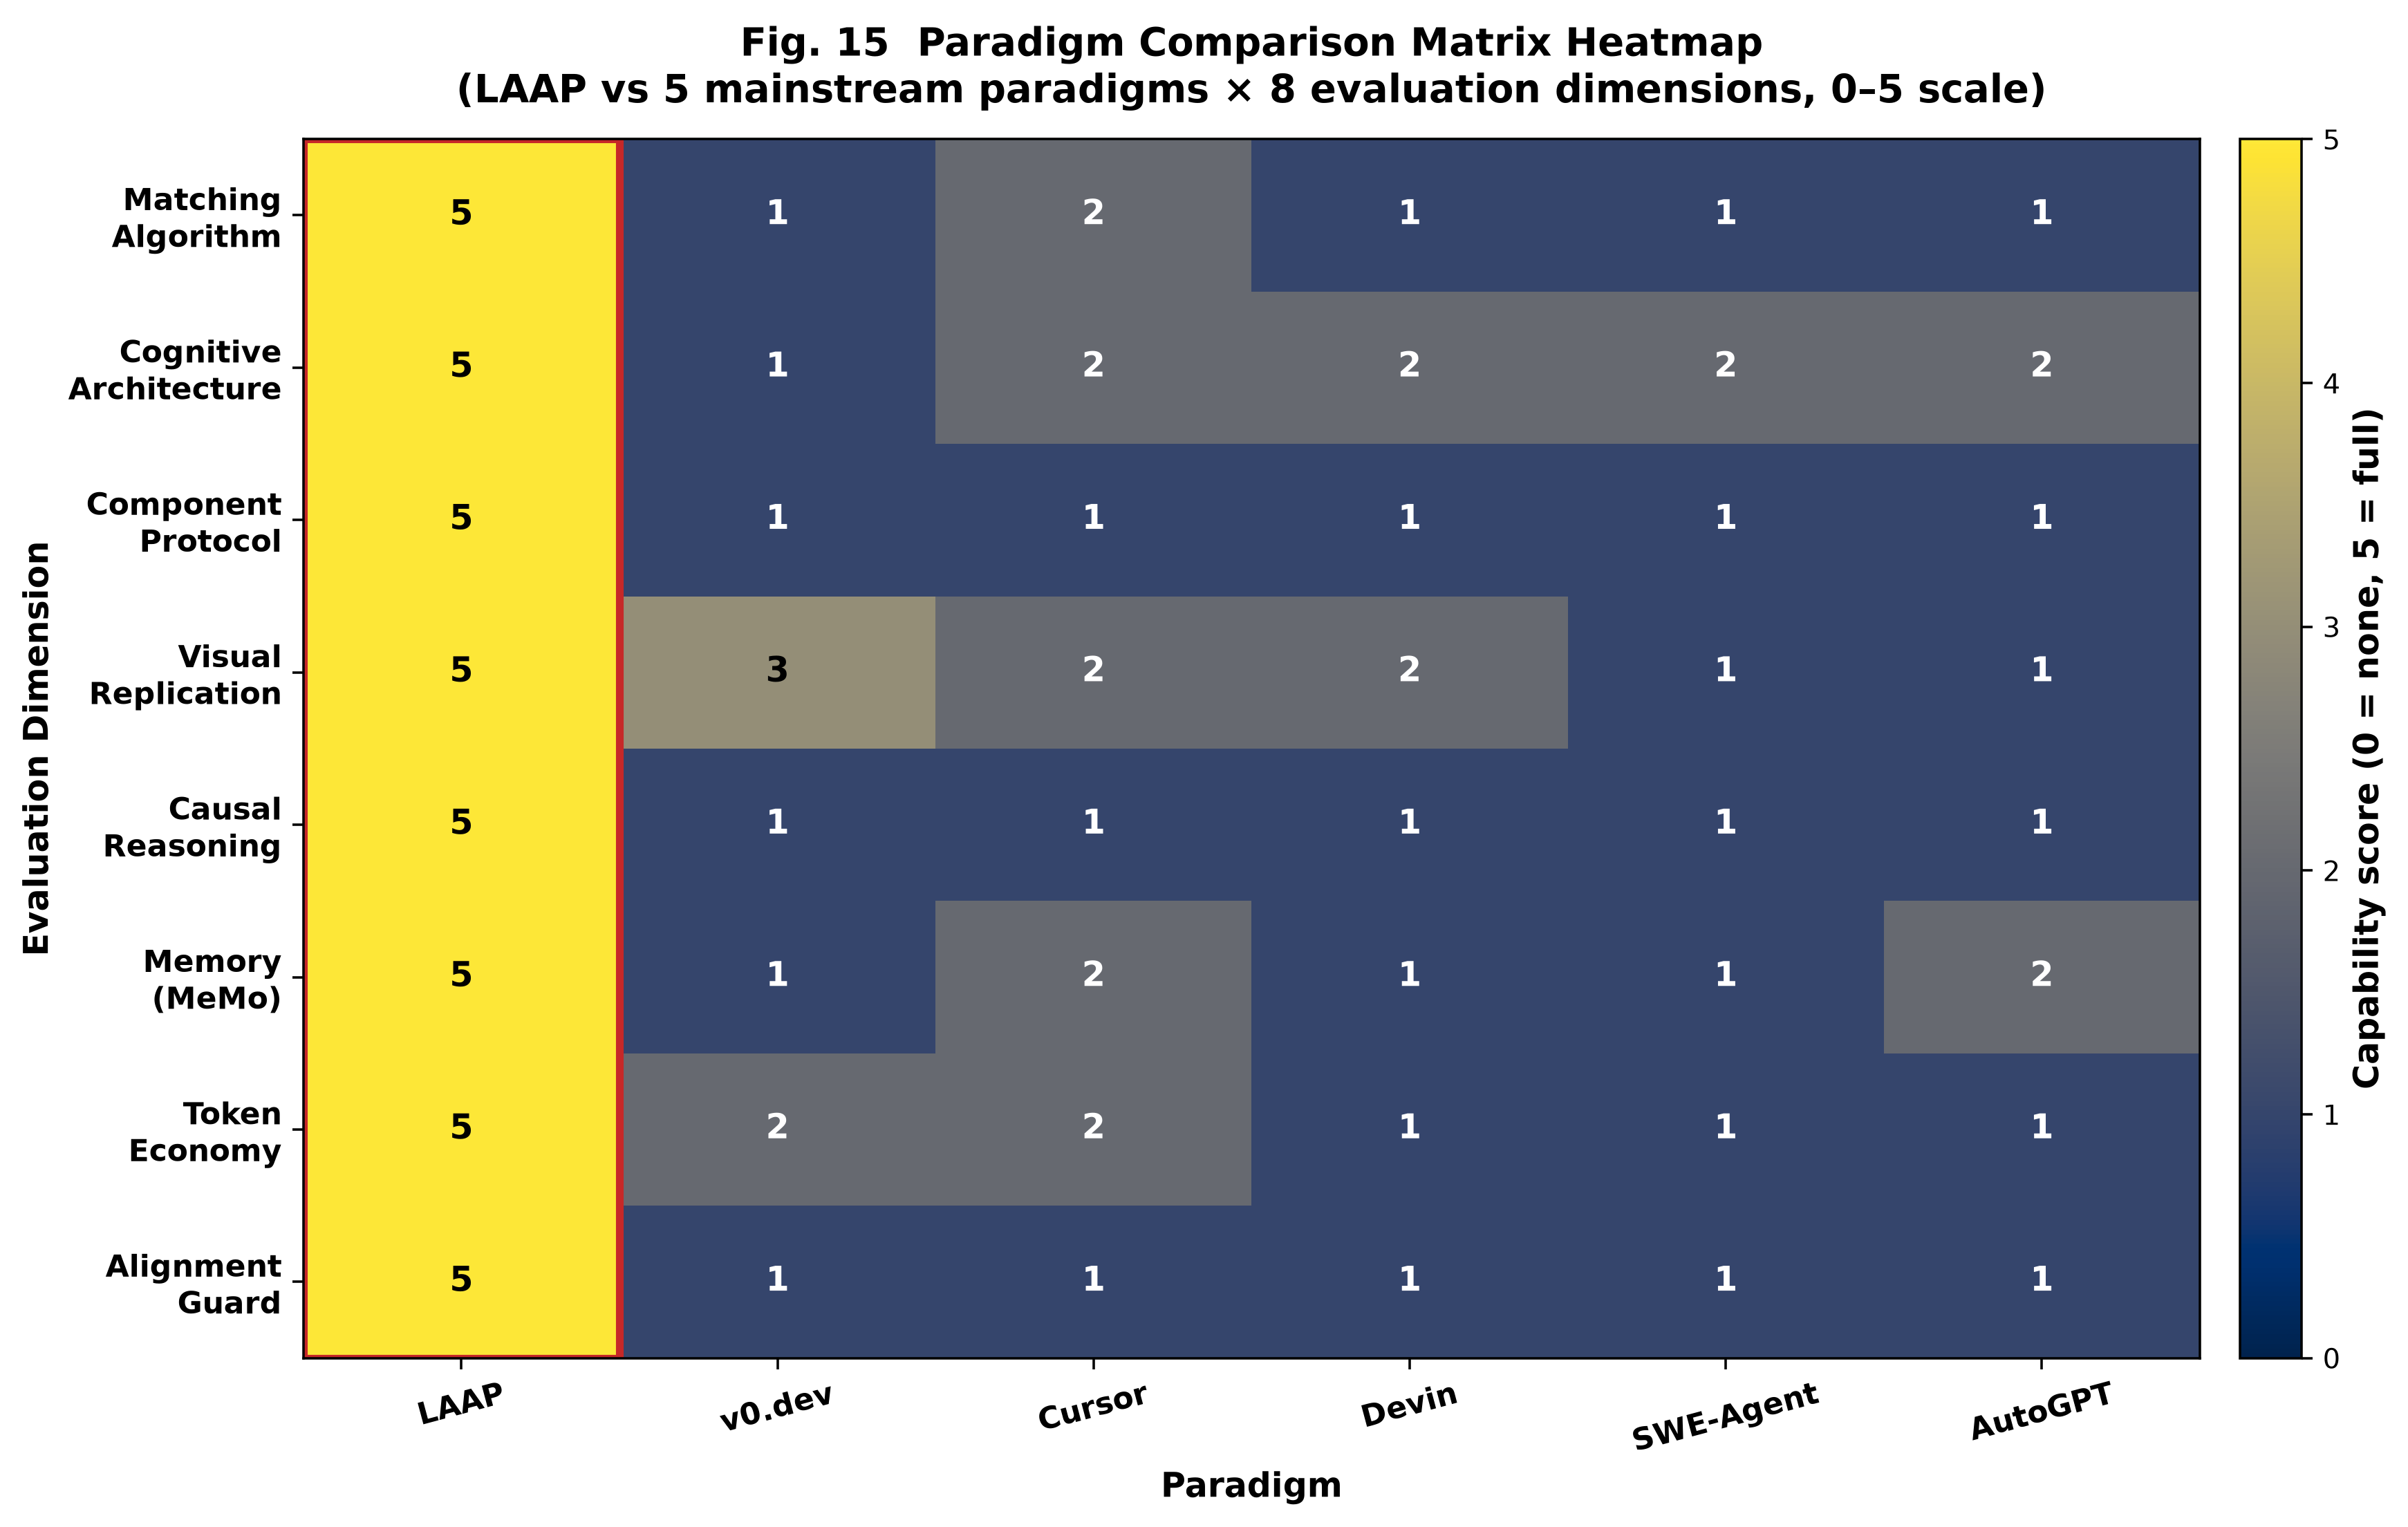 Fig. 15  Paradigm Comparison Matrix Heatmap
(LAAP vs 5 mainstream paradigms × 8 evaluation dimensions, 0–5 scale)
Evaluation Dimension
Matching
Algorithm
5 1 2 1 1 1
Cognitive
Architecture
5 1 2 2 2 2
Component
Protocol
5 1 1 1 1 1
Visual
Replication
5 3 2 2 1 1
Causal
Reasoning
5 1 1 1 1 1
Memory
(MeMo)
5 1 2 1 1 2
Token
Economy
5 2 2 1 1 1
Alignment
Guard
5 1 1 1 1 1
LAAP v0.dev Cursor Devin SWE-Agent AutoGPT
Paradigm
5
4
3
2
1
0
Capability score (0 = none, 5 = full)